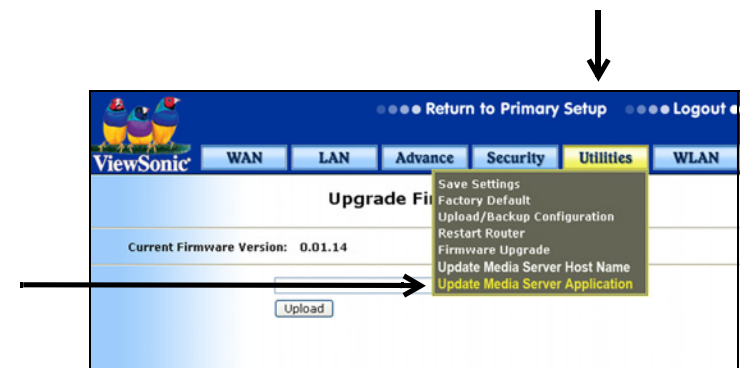 Return to Primary Setup Logout
ViewSonic WAN LAN Advance Security Utilities WLAN
Upgrade Fi
Save Settings
Factory Default
Upload/Backup Configuration
Restart Router
Firmware Upgrade
Update Media Server Host Name
Update Media Server Application
Current Firmware Version: 0.01.14
Upload